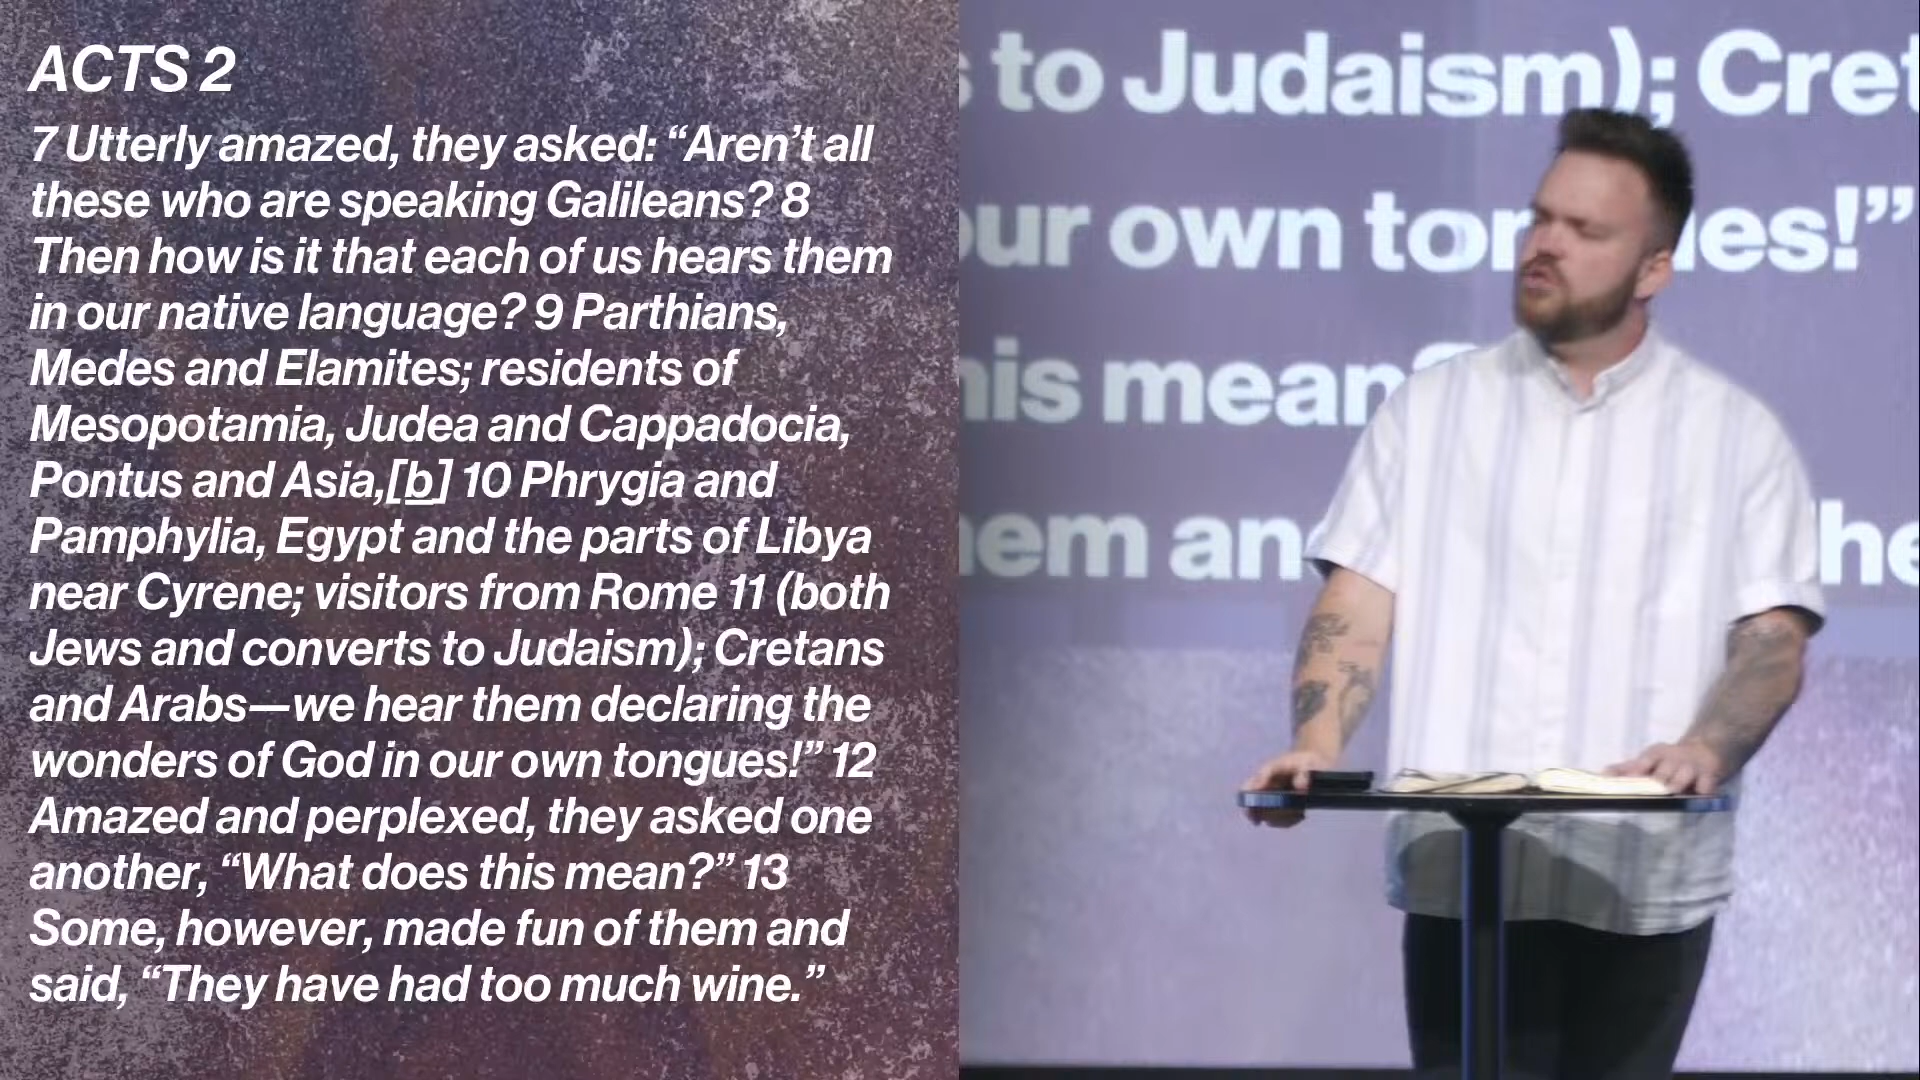 ACTS 2
7 Utterly amazed, they asked: “Aren’t all
these who are speaking Galileans? 8
Then how is it that each of us hears them
in our native language? 9 Parthians,
Medes and Elamites; residents of
Mesopotamia, Judea and Cappadocia,
Pontus and Asia,[b] 10 Phrygia and
Pamphylia, Egypt and the parts of Libya
near Cyrene; visitors from Rome 11 (both
Jews and converts to Judaism); Cretans
and Arabs—we hear them declaring the
wonders of God in our own tongues!” 12
Amazed and perplexed, they asked one
another, “What does this mean?” 13
Some, however, made fun of them and
said, “They have had too much wine.”
to Judaism); Cret
own
mean?